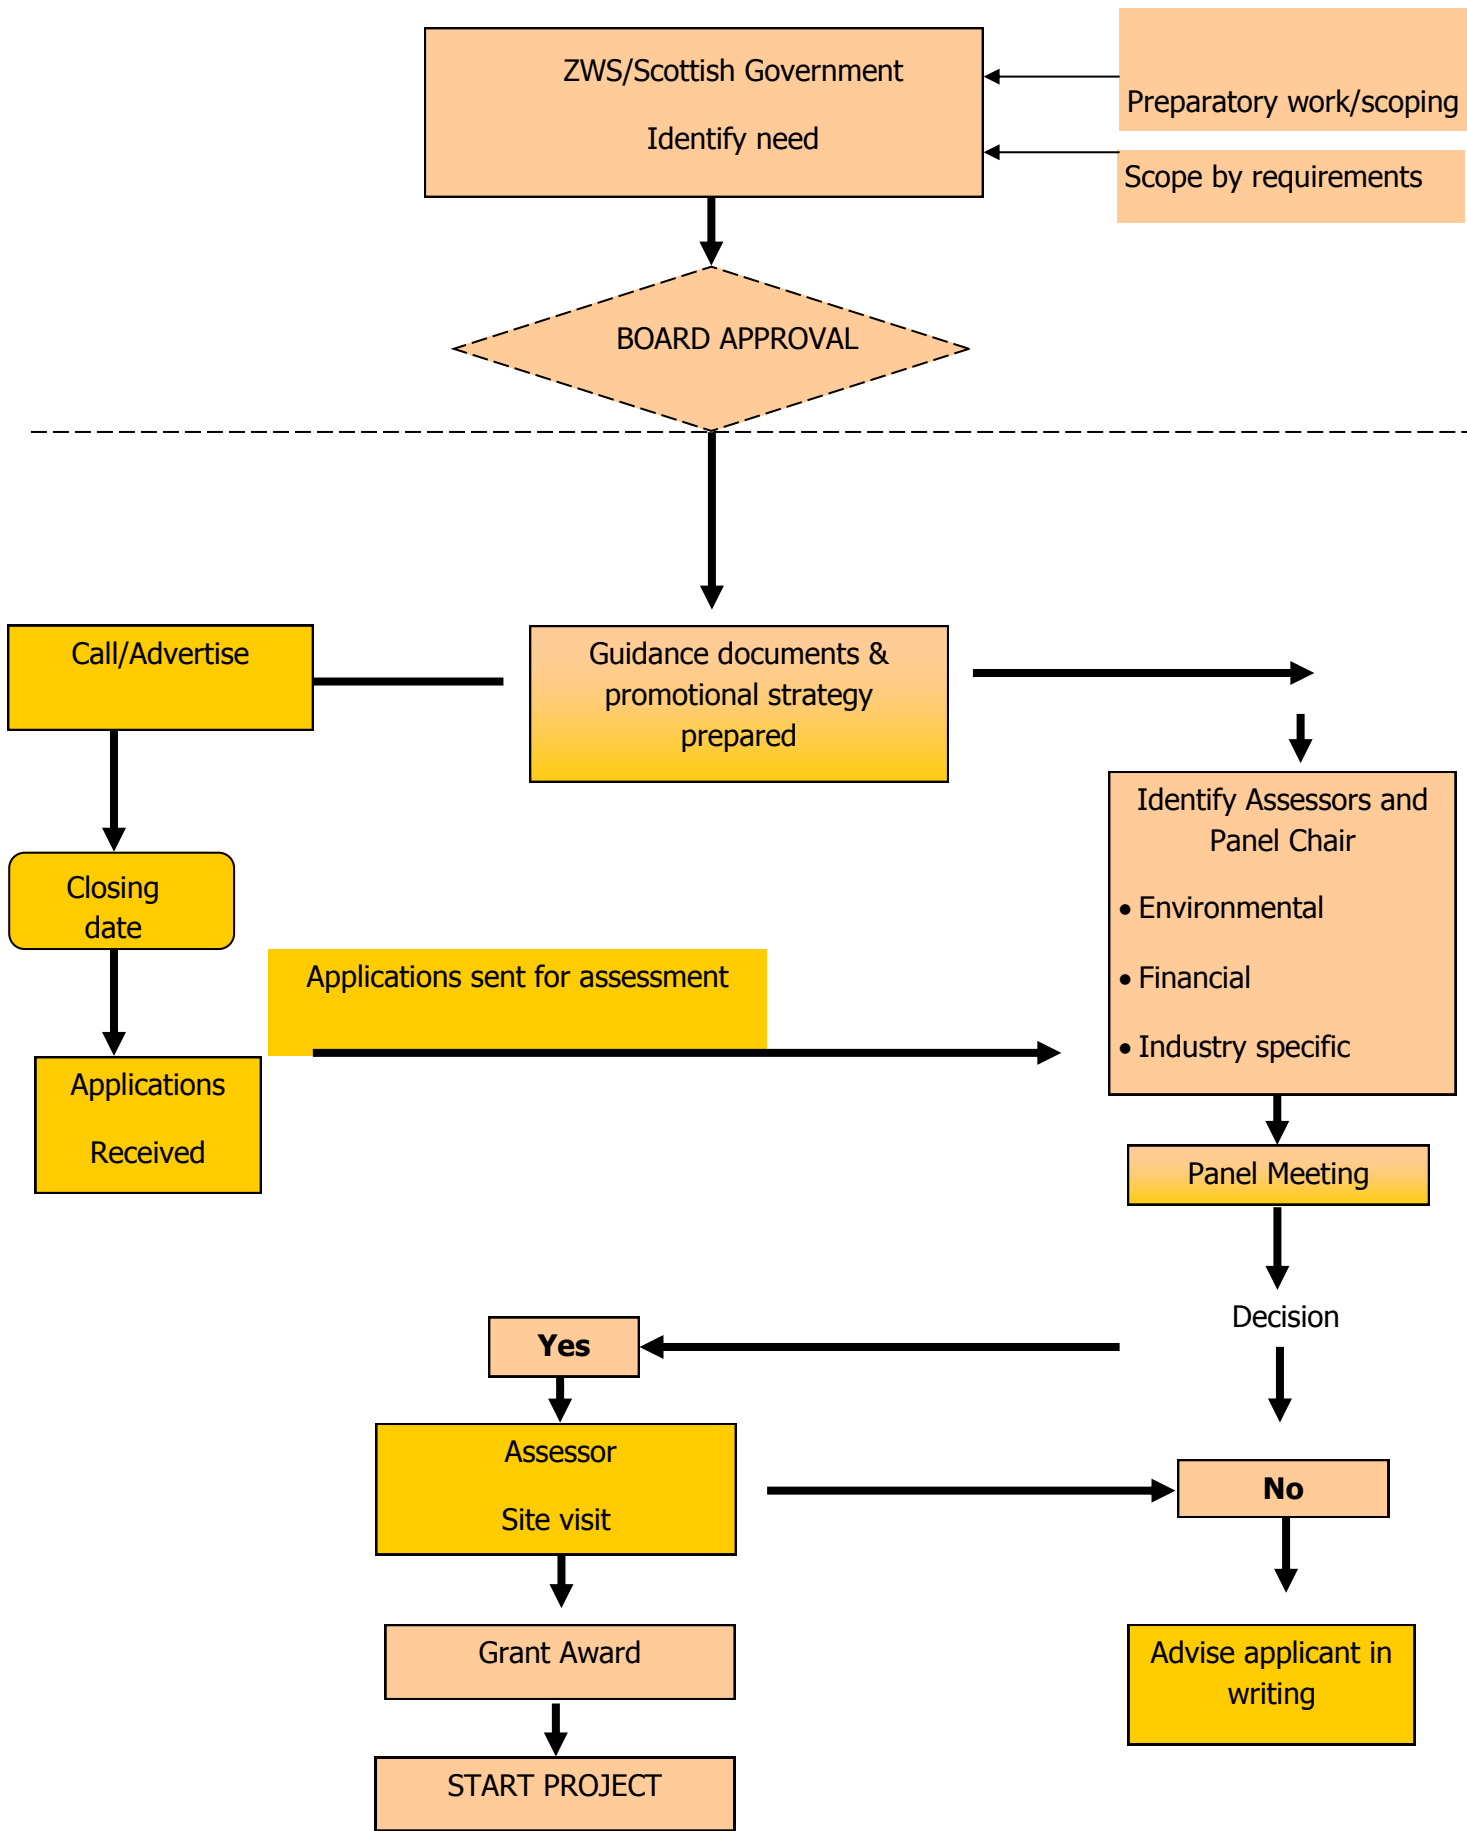 ZWS/Scottish Government
Identify need
Preparatory work/scoping
Scope by requirements
BOARD APPROVAL
Call/Advertise
Guidance documents &
promotional strategy
prepared
Identify Assessors and
Panel Chair
• Environmental
• Financial
• Industry specific
Closing
date
Applications sent for assessment
Applications
Received
Panel Meeting
Decision
Yes
Assessor
Site visit
No
Grant Award
Advise applicant in
writing
START PROJECT